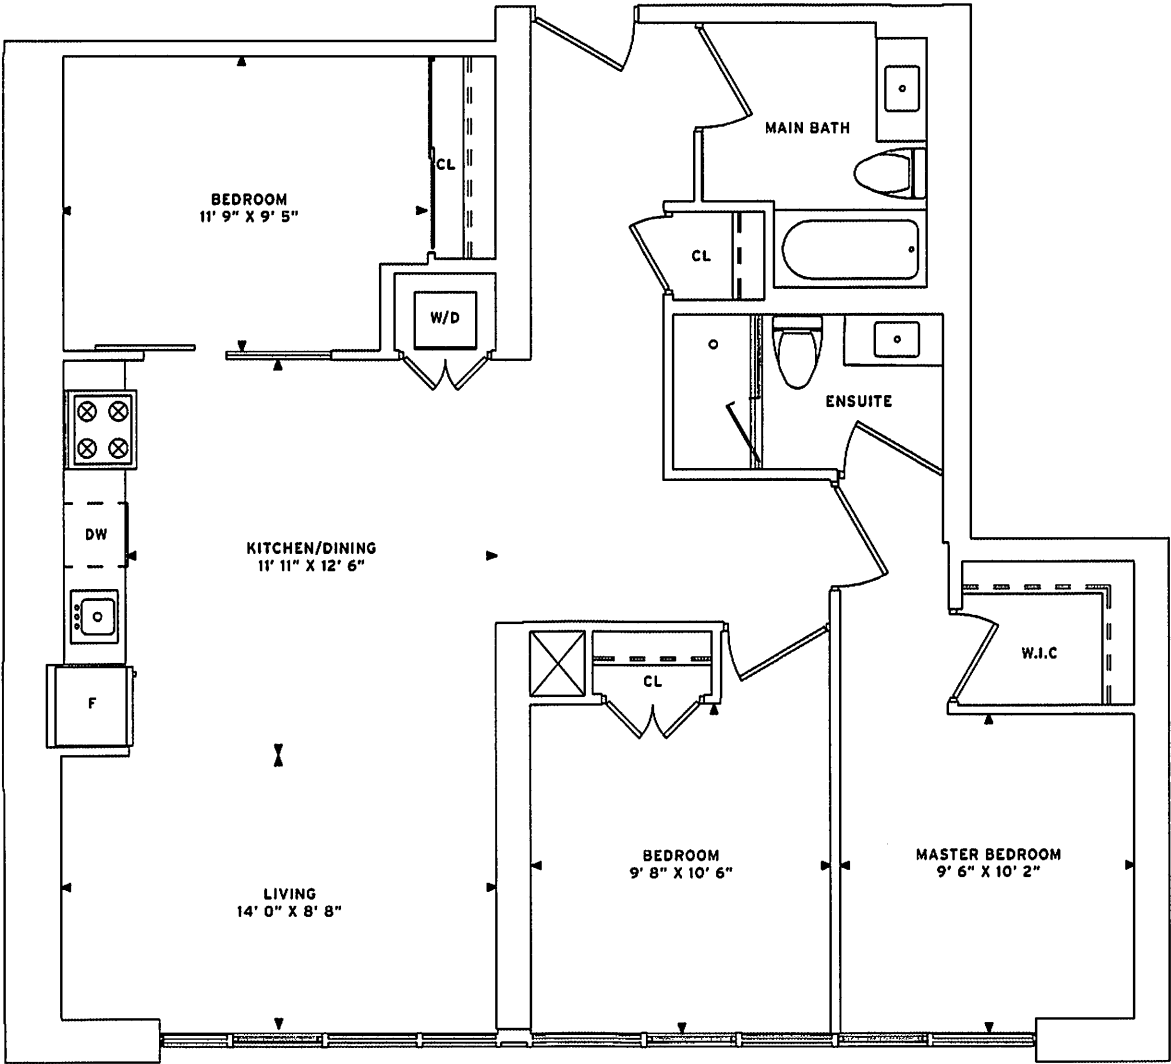 MAIN BATH
CL
BEDROOM
11' 9" X 9' 5"
CL
W/D
ENSUITE
DW
KITCHEN/DINING
11' 11" X 12' 6"
W.I.C
CL
F
BEDROOM
9' 8" X 10' 6"
MASTER BEDROOM
9' 6" X 10' 2"
LIVING
14' 0" X 8' 8"